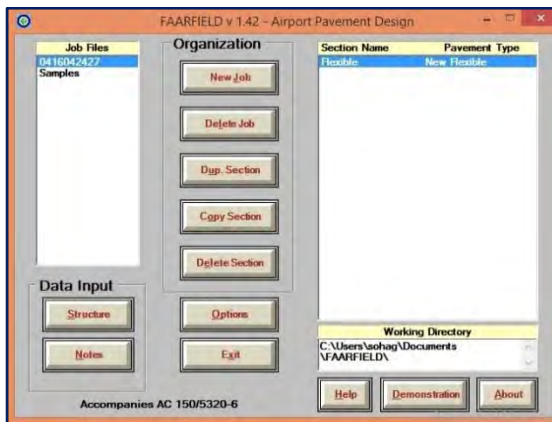 FAARFIELD v 1.42 - Airport Pavement Design
Job Files
0416042427
Samples
Organization
New Job
Delete Job
Dup. Section
Copy Section
Delete Section
Data Input
Structure
Notes
Options
Exit
Accompanies AC 150/5320-6
Section Name Pavement Type
Flexible New Flexible
Working Directory
C:\Users\sohag\Documents
\FAARFIELD\
Help Demonstration About